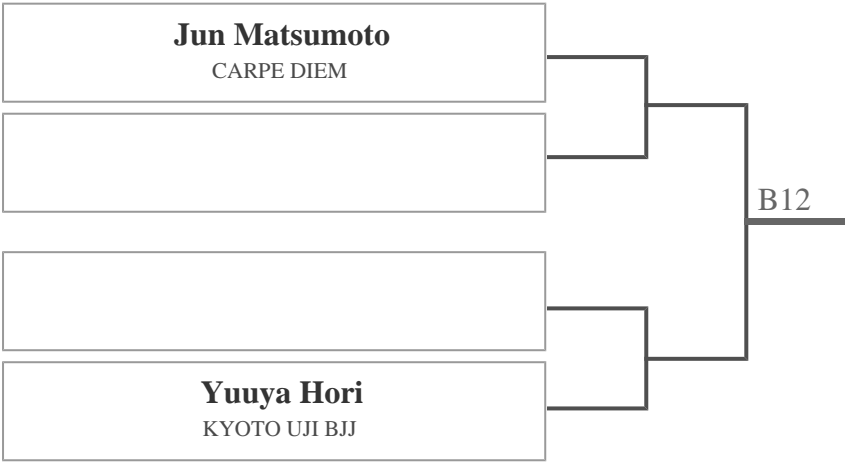 Jun Matsumoto
CARPE DIEM
B12
Yuuya Hori
KYOTO UJI BJJ